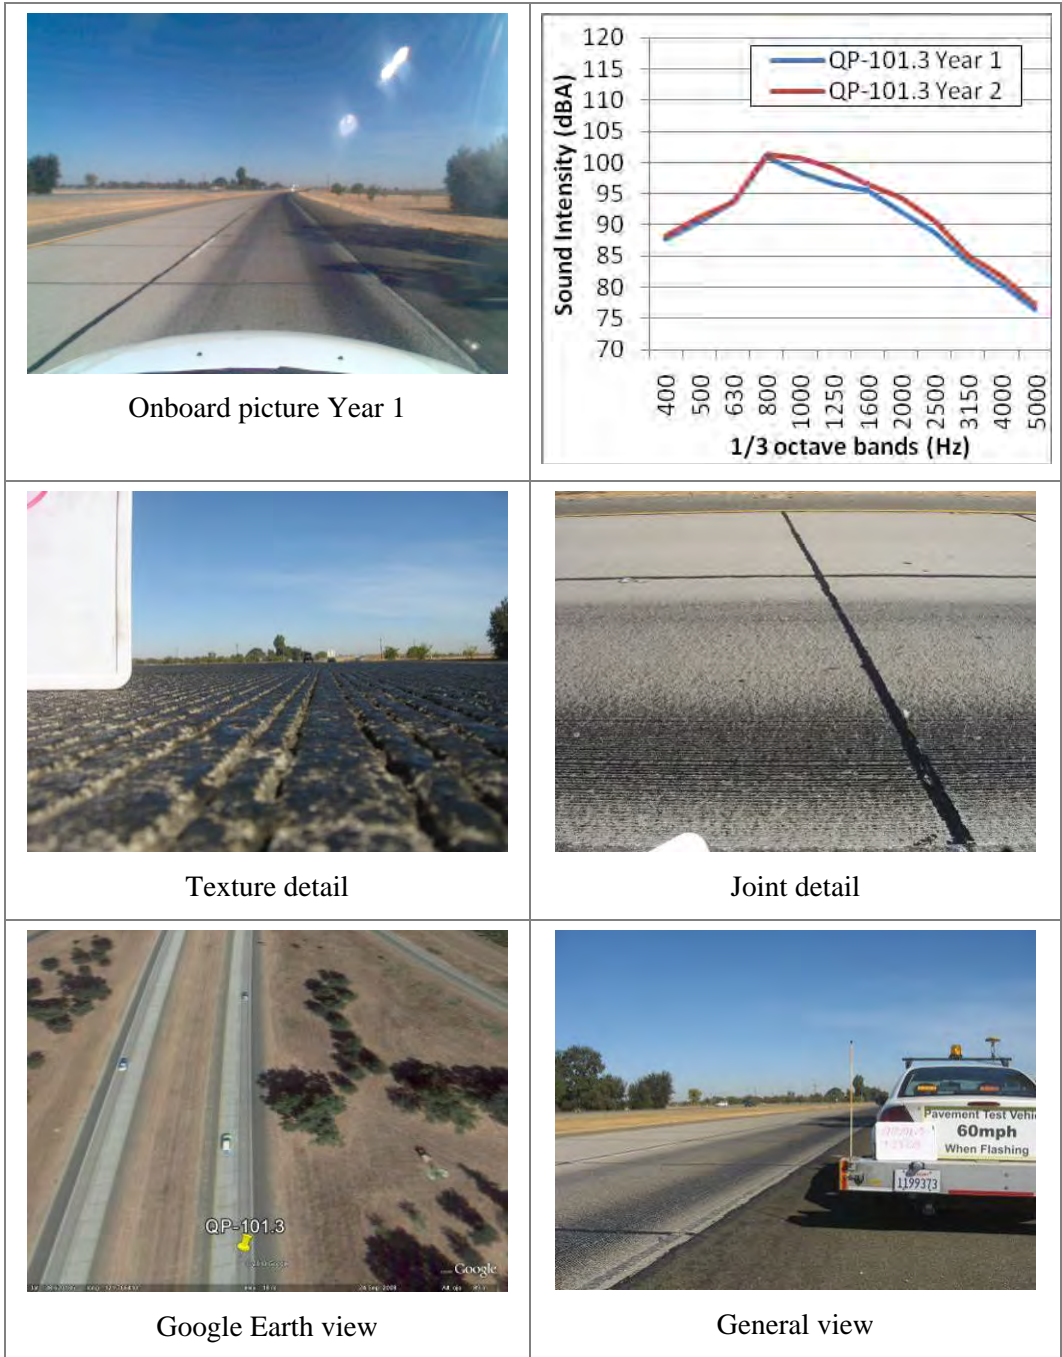 120
115
110
105
100
95
90
85
80
75
70
Sound Intensity (dBA)
QP-101.3 Year 1
QP-101.3 Year 2
400
500
630
800
1000
1250
1600
2000
2500
3150
4000
5000
1/3 octave bands (Hz)
Onboard picture Year 1
Texture detail
Joint detail
QP-101.3
Google
Google Earth view
Pavement Test Vehic
60mph
When Flashing
1199373
General view